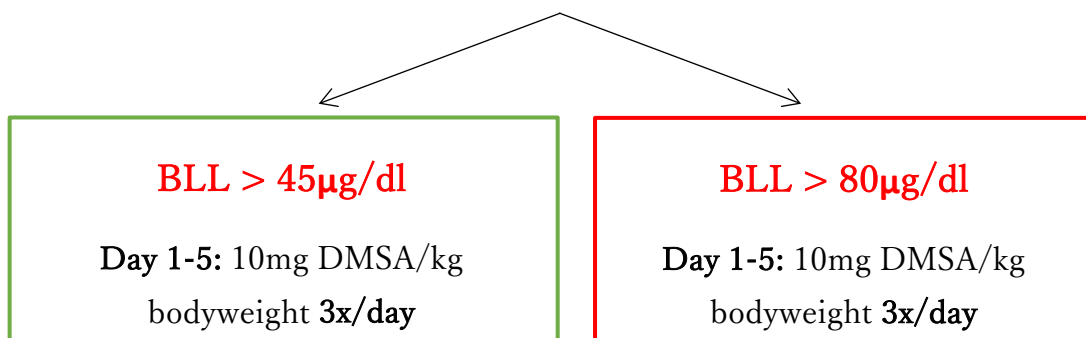 BLL > 45μg/dl
Day 1-5: 10mg DMSA/kg
bodyweight 3x/day
BLL > 80μg/dl
Day 1-5: 10mg DMSA/kg
bodyweight 3x/day